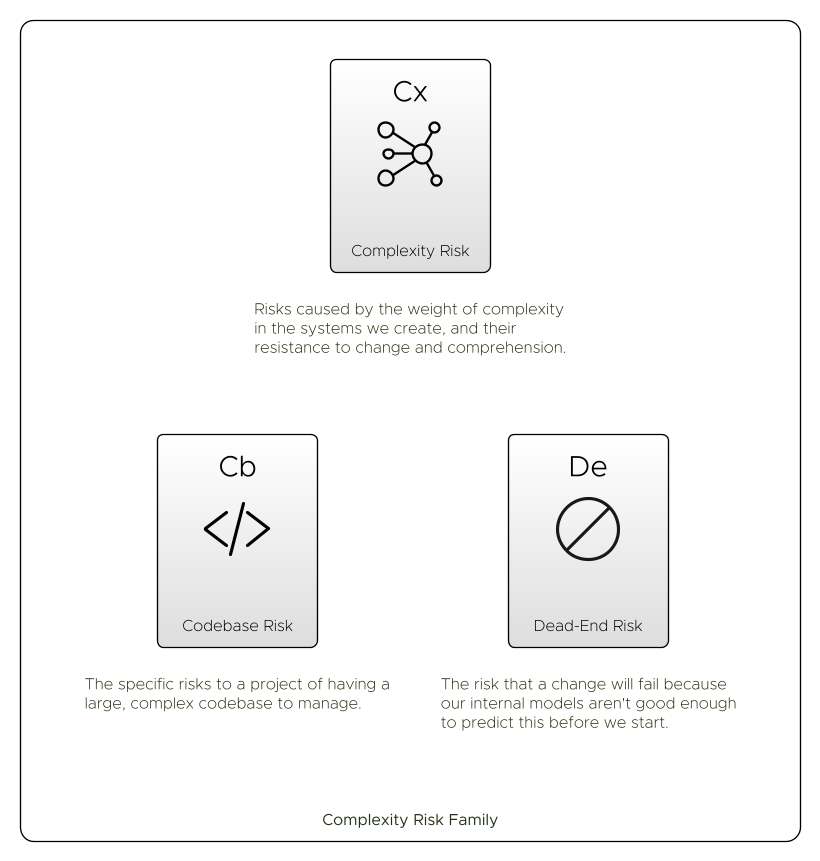 Cx
Complexity Risk
Risks caused by the weight of complexity
in the systems we create, and their
resistance to change and comprehension.
Cb
</>
Codebase Risk
The specific risks to a project of having a
large, complex codebase to manage.
De
Dead-End Risk
The risk that a change will fail because
our internal models aren't good enough
to predict this before we start.
Complexity Risk Family